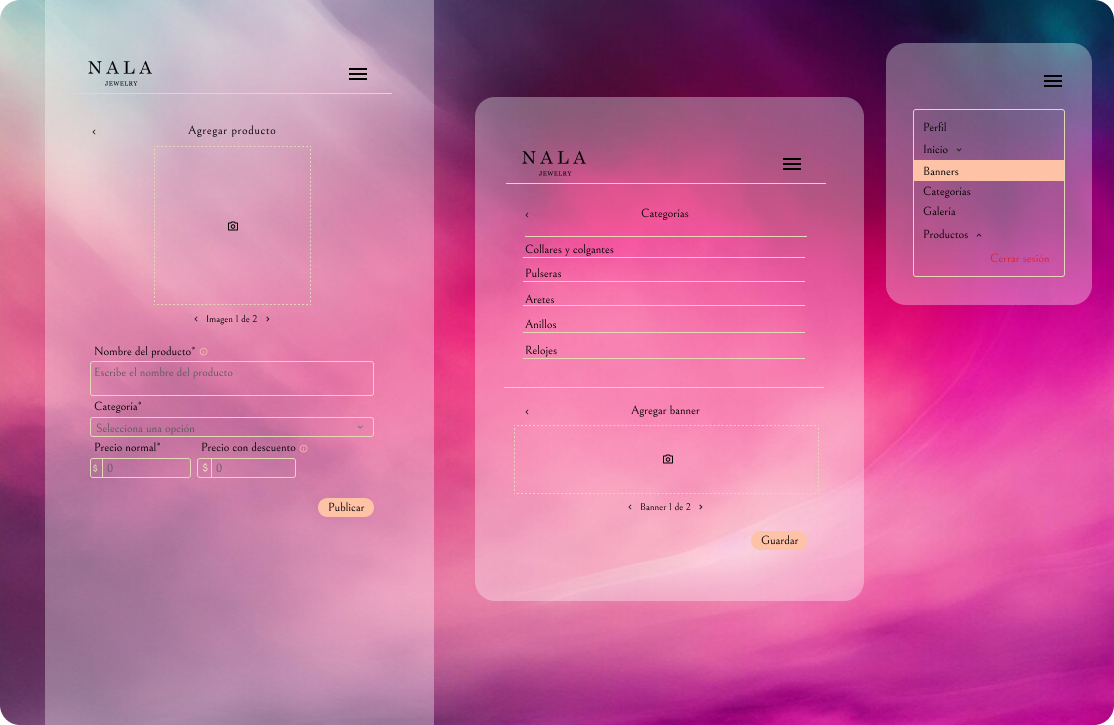 NALA
JEWELRY
Agregar producto
Imagen 1 de 2
Nombre del producto*
Escribe el nombre del producto
Categoría*
Selecciona una opción
Precio normal* Precio con descuento
$ 0 $ 0
Publicar
NALA
JEWELRY
Categorías
Collares y colgantes
Pulseras
Aretes
Anillos
Relojes
Agregar banner
Banner 1 de 2
Guardar
Perfil
Inicio
Banners
Categorías
Galería
Productos
Cerrar sesión